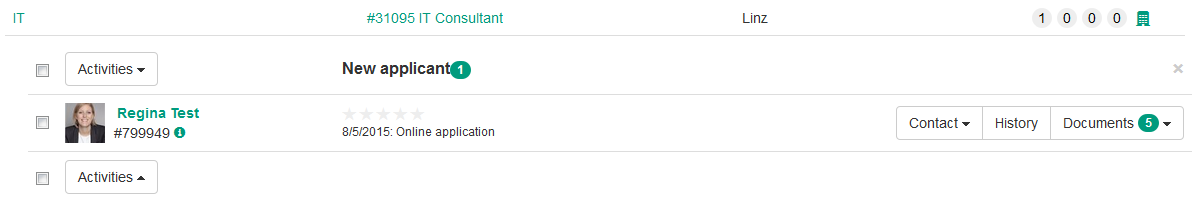 IT #31095 IT Consultant Linz 1 0 0 0
Activities New applicant 1 ×
Regina Test
#799949
8/5/2015: Online application
Contact History Documents 5
Activities